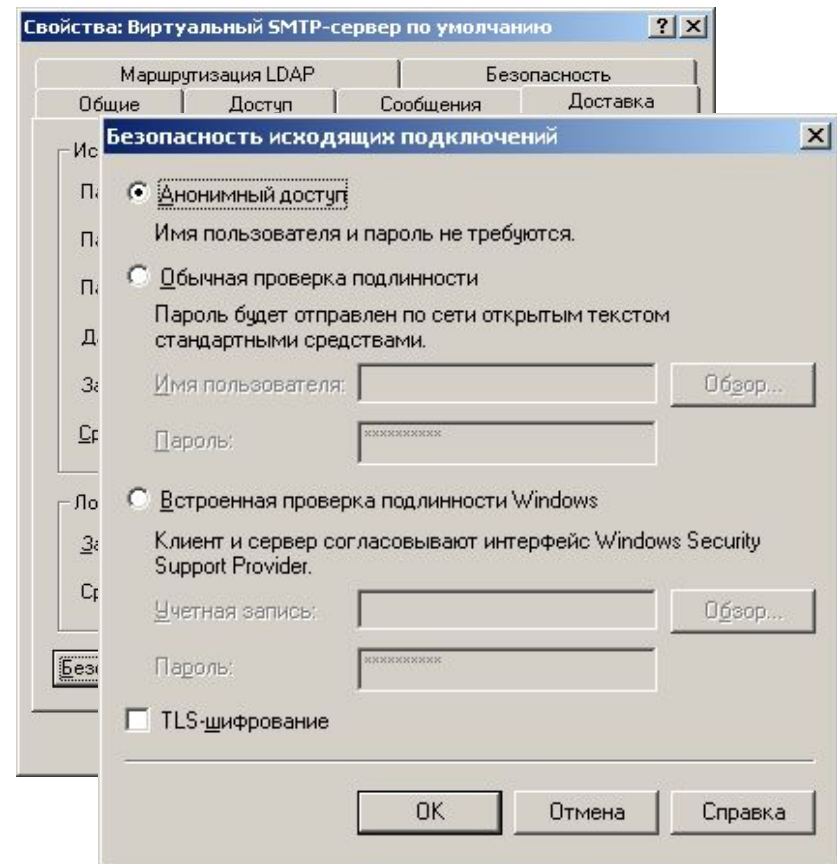 Свойства: Виртуальный SMTP-сервер по умолчанию
Маршрутизация LDAP
Безопасность
Общие
Доступ
Сообщения
Доставка
Безопасность исходящих подключений
Анонимный доступ
Имя пользователя и пароль не требуются.
Обычная проверка подлинности
Пароль будет отправлен по сети открытым текстом
стандартными средствами.
Имя пользователя:
Обзор...
Пароль:
××××××××××
Встроенная проверка подлинности Windows
Клиент и сервер согласовывают интерфейс Windows Security
Support Provider.
Учетная запись:
Обзор...
Пароль:
××××××××××
TLS-шифрование
OK
Отмена
Справка